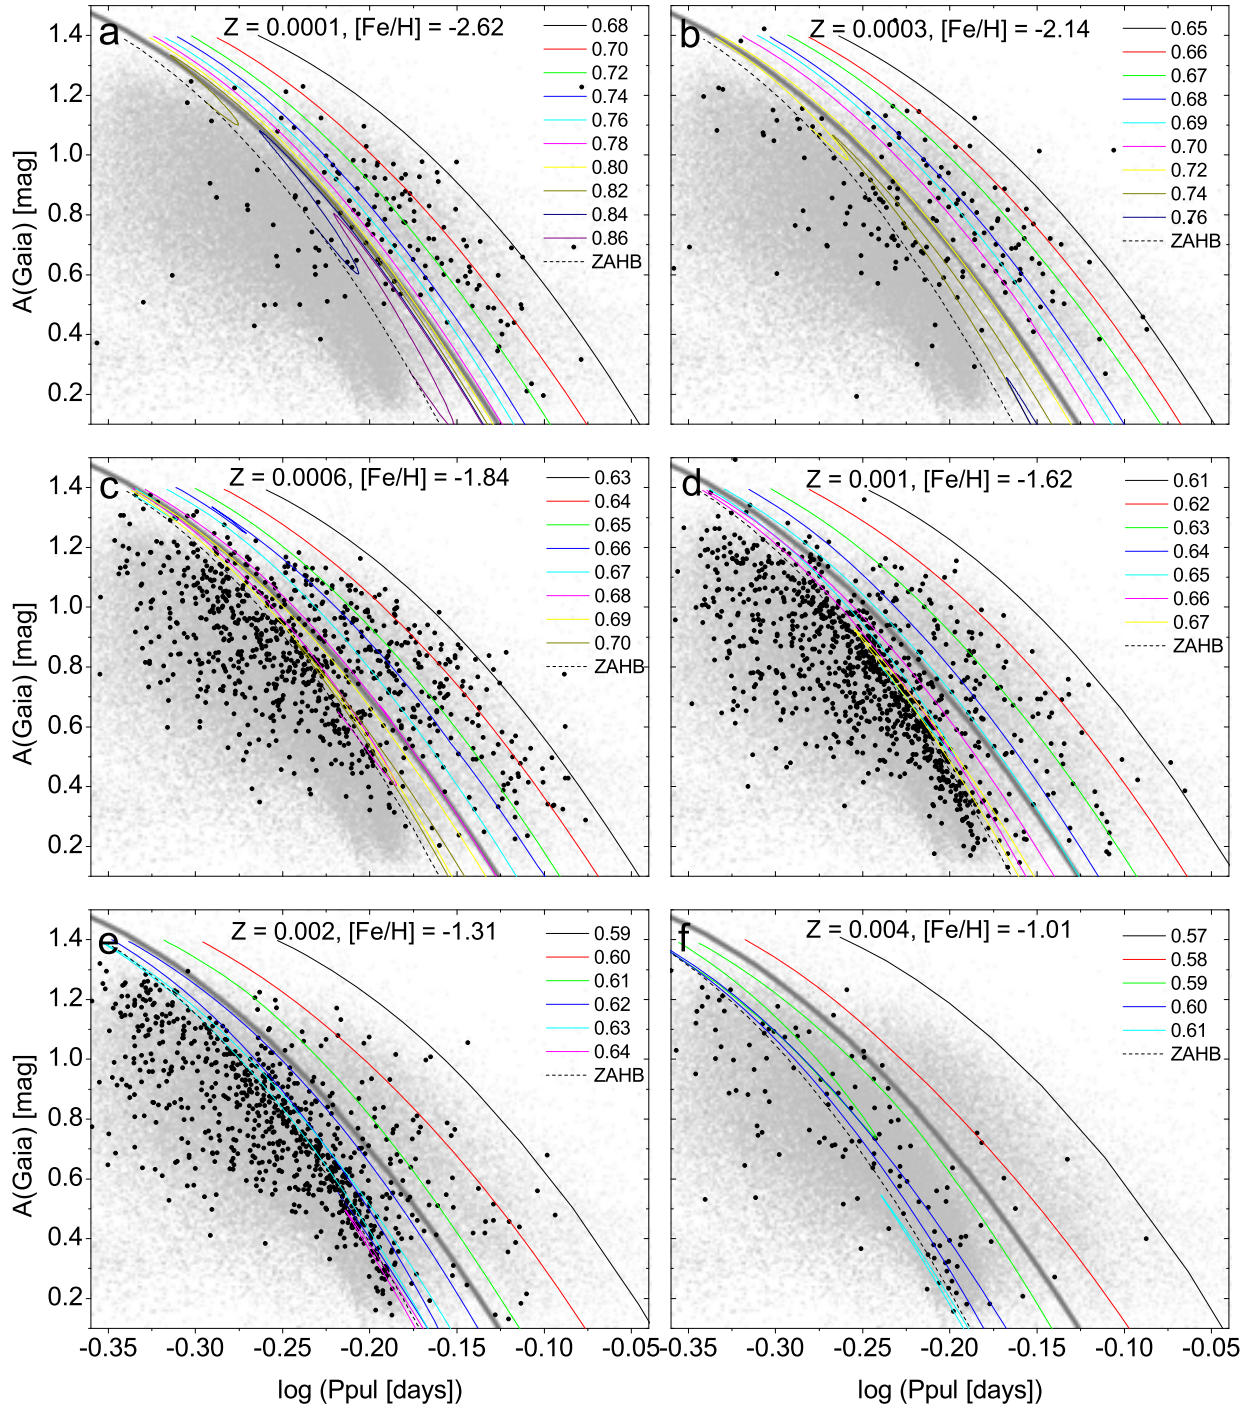 a
Z = 0.0001, [Fe/H] = -2.62
0.68
0.70
0.72
0.74
0.76
0.78
0.80
0.82
0.84
0.86
ZAHB
1.4
1.2
1.0
0.8
0.6
0.4
0.2
A(Gaia) [mag]
b
Z = 0.0003, [Fe/H] = -2.14
0.65
0.66
0.67
0.68
0.69
0.70
0.72
0.74
0.76
ZAHB
c
Z = 0.0006, [Fe/H] = -1.84
0.63
0.64
0.65
0.66
0.67
0.68
0.69
0.70
ZAHB
1.4
1.2
1.0
0.8
0.6
0.4
0.2
A(Gaia) [mag]
d
Z = 0.001, [Fe/H] = -1.62
0.61
0.62
0.63
0.64
0.65
0.66
0.67
ZAHB
e
Z = 0.002, [Fe/H] = -1.31
0.59
0.60
0.61
0.62
0.63
0.64
ZAHB
1.4
1.2
1.0
0.8
0.6
0.4
0.2
A(Gaia) [mag]
-0.35 -0.30 -0.25 -0.20 -0.15 -0.10 -0.05
log (Ppul [days])
f
Z = 0.004, [Fe/H] = -1.01
0.57
0.58
0.59
0.60
0.61
ZAHB
-0.35 -0.30 -0.25 -0.20 -0.15 -0.10 -0.05
log (Ppul [days])